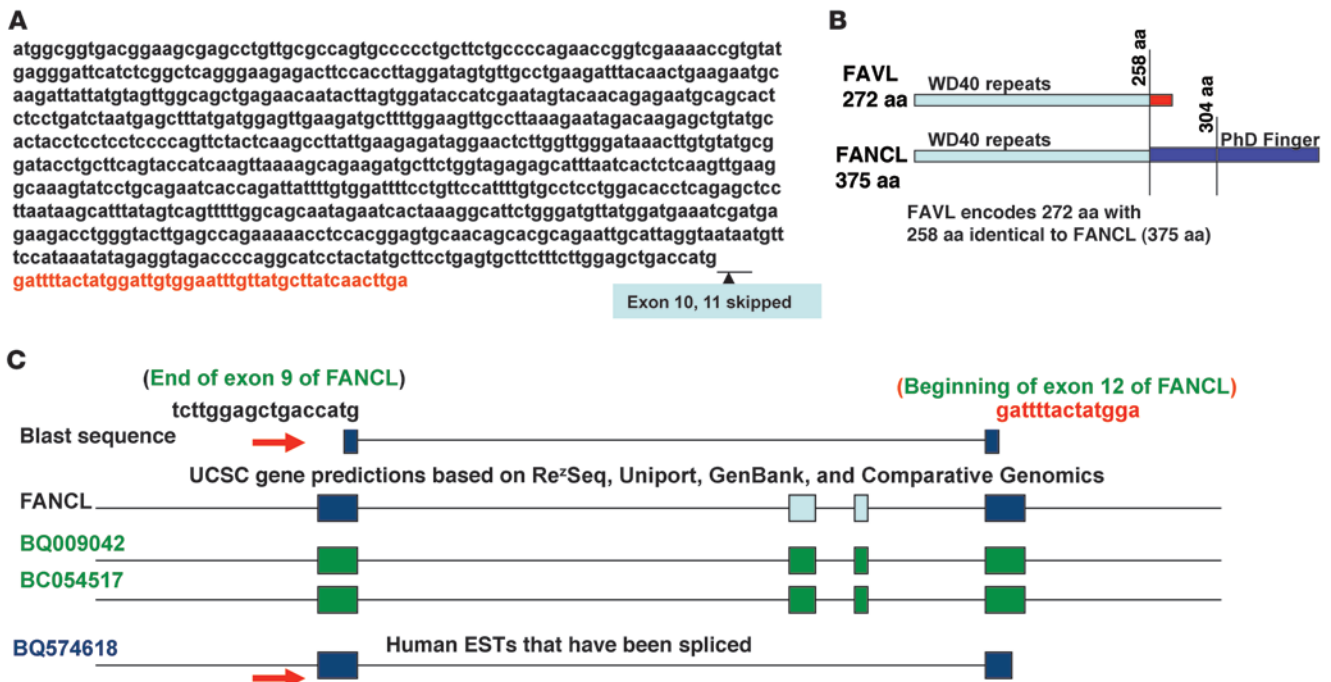 A
atggcggtgacggaagcgagcctgttgcgccagtgccccctgcttctgccccagaaccggtcgaaaaccgtgtat
gagggattcatctcggctcagggaagagacttccaccttaggatagtgttgcctgaagatttacaactgaagaatgc
aagattattatgtagttggcagctgagaacaatacttagtggataccatcgaatagtacaacagagaatgcagcact
ctcctgatctaatgagctttatgatggagttgaagatgcttttggaagttgccttaaagaatagacaagagctgtatgc
actacctcctcctccccagttctactcaagccttattgaagagataggaactcttggttgggataaacttgtgtatgcg
gatacctgcttcagtaccatcaagttaaaagcagaagatgcttctggtagagagcatttaatcactctcaagttgaag
gcaaagtatcctgcagaatcaccagattattttgtggattttcctgttccattttgtgcctcctggacacctcagagctcc
ttaataagcatttatagtcagtttttggcagcaatagaatcactaaaggcattctgggatgttatggatgaaatcgatga
gaagacctgggtacttgagccagaaaaacctccacggagtgcaacagcacgcagaattgcattaggtaataatgtt
tccataaatatagaggtagaccccaggcatcctactatgcttcctgagtgcttctttcttggagctgaccatg
gattttactatggattgtggaatttgttatgcttatcaacttga
Exon 10, 11 skipped
B
FAVL
272 aa
WD40 repeats
258 aa
304 aa
FANCL
375 aa
WD40 repeats
PhD Finger
FAVL encodes 272 aa with
258 aa identical to FANCL (375 aa)
C
(End of exon 9 of FANCL)
(Beginning of exon 12 of FANCL)
tcttggagctgaccatg
gattttactatgga
Blast sequence
UCSC gene predictions based on RezSeq, Uniport, GenBank, and Comparative Genomics
FANCL
BQ009042
BC054517
BQ574618
Human ESTs that have been spliced